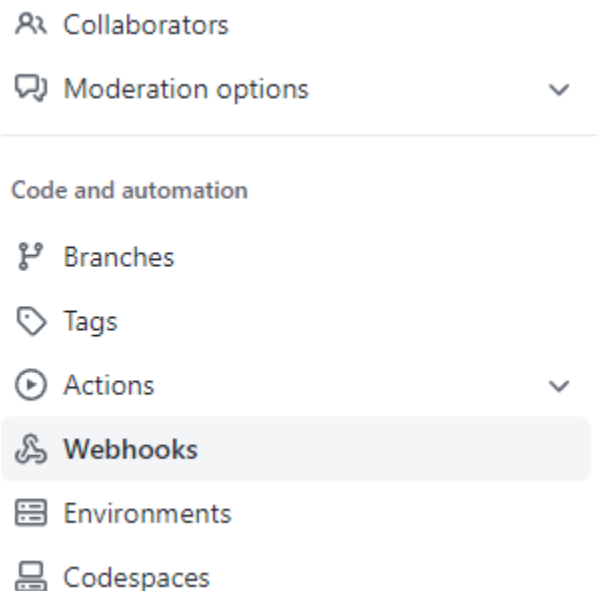 Collaborators
Moderation options
Code and automation
Branches
Tags
Actions
Webhooks
Environments
Codespaces